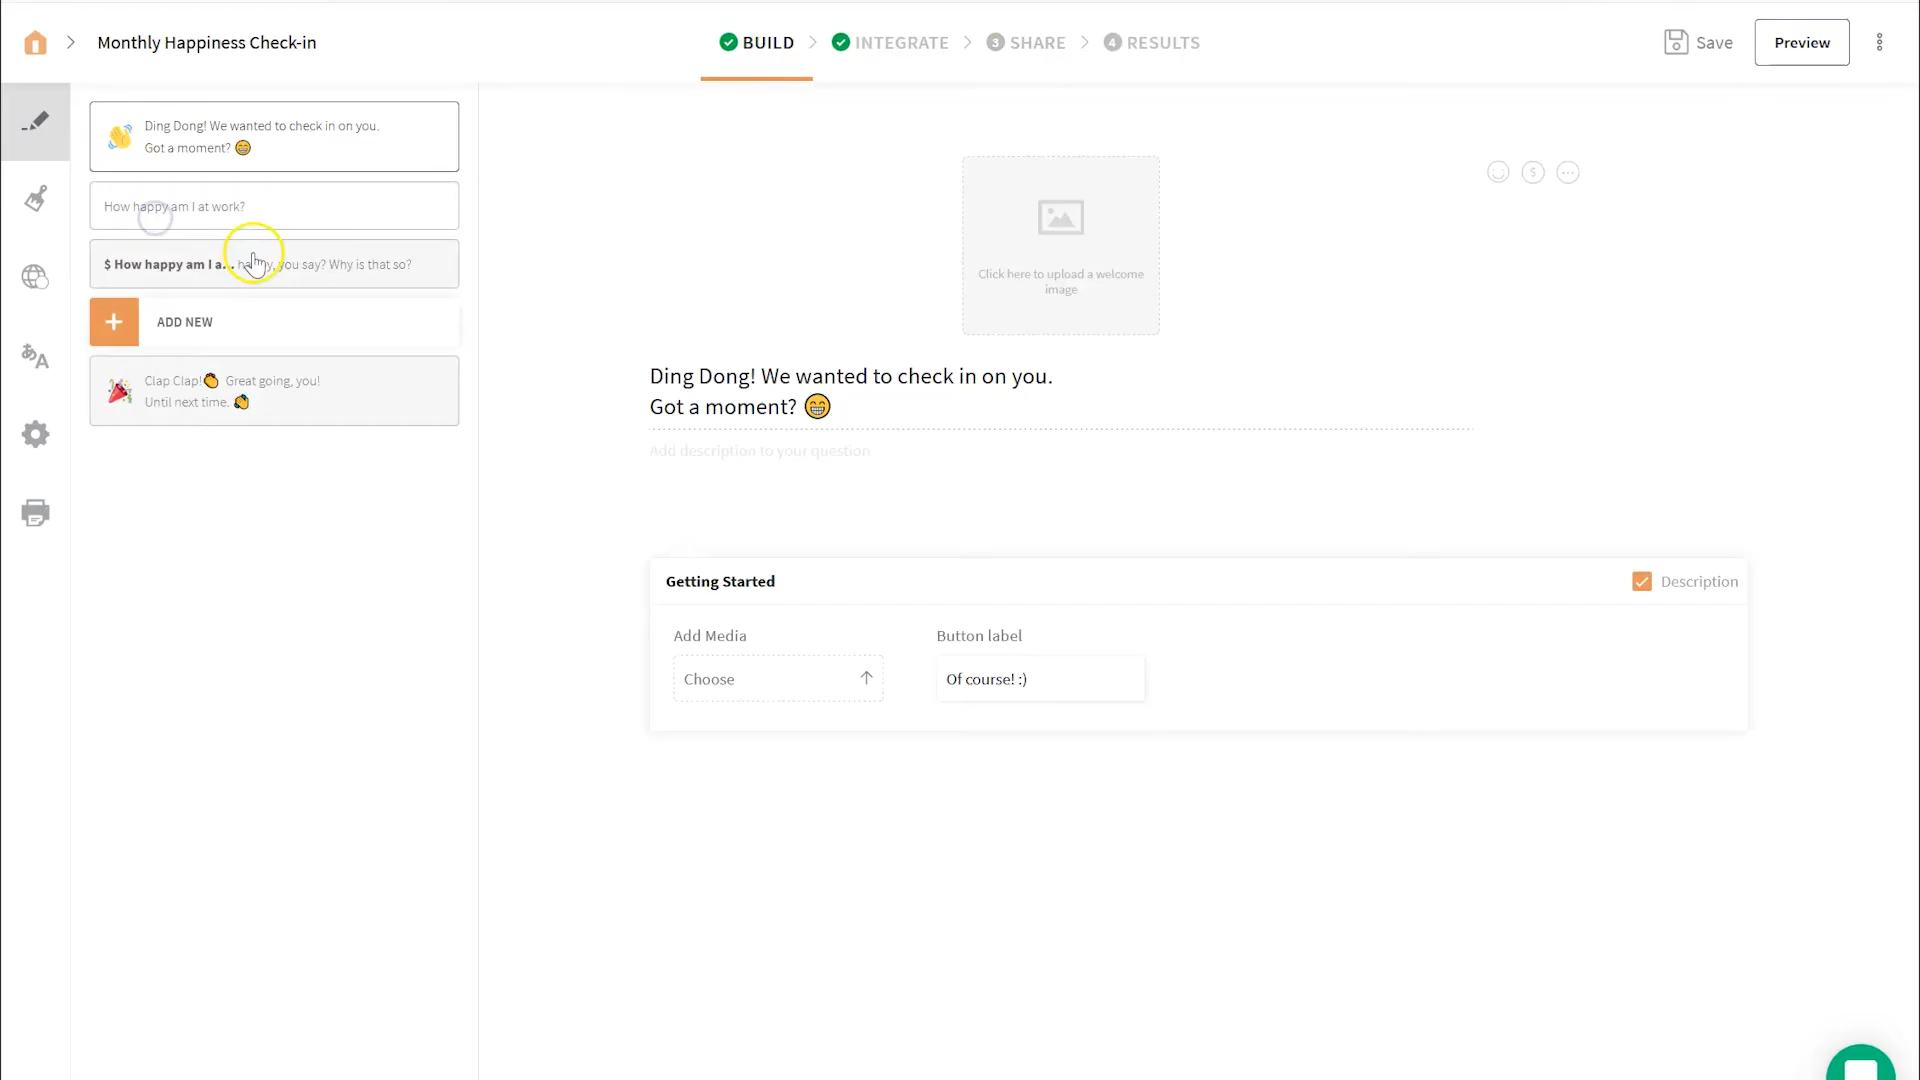 Monthly Happiness Check-in
BUILD
INTEGRATE
3 SHARE
4 RESULTS
Save
Preview
Ding Dong! We wanted to check in on you.
Got a moment? 😁
How happy am I at work?
$ How happy am I a... happy, you say? Why is that so?
+ ADD NEW
Clap Clap!👏 Great going, you!
Until next time. 👏
Click here to upload a welcome
image
$
Ding Dong! We wanted to check in on you.
Got a moment? 😁
Add description to your question
Getting Started
Description
Add Media
Button label
Choose
Of course! :)